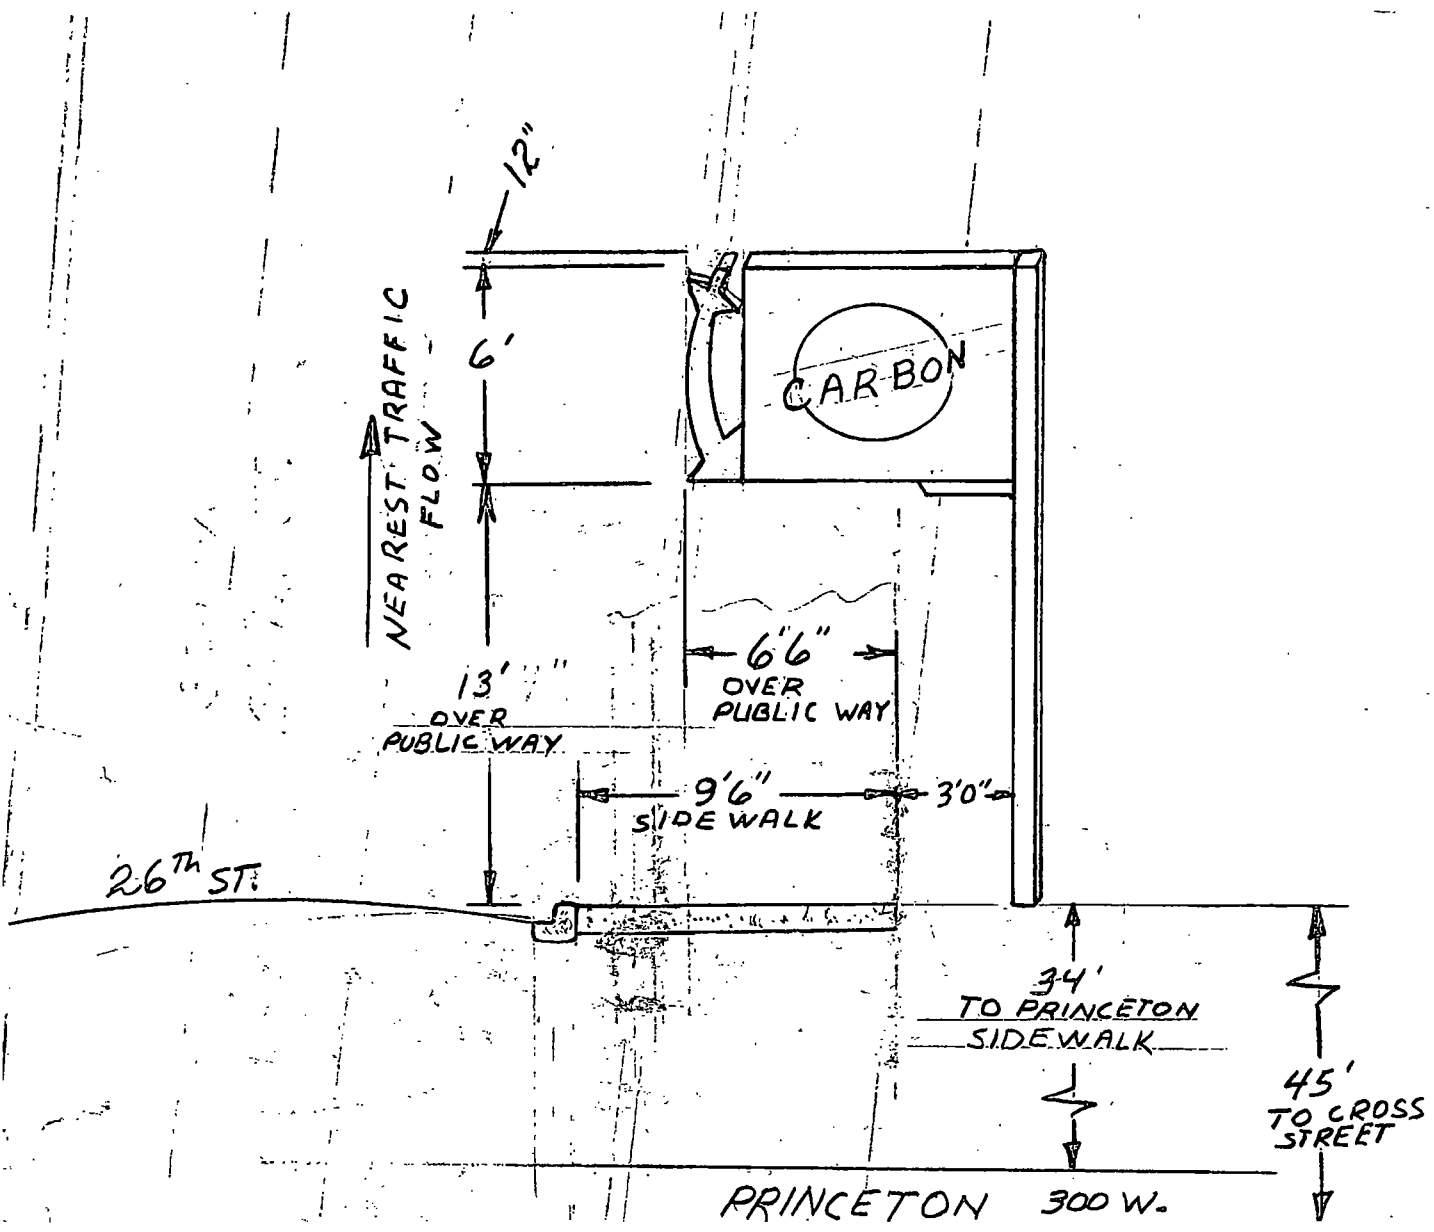 12"
6'
NEAREST TRAFFIC
FLOW
CARBON
13'
OVER
PUBLIC WAY
6'6"
OVER
PUBLIC WAY
9'6"
SIDEWALK
3'0"
26Th ST.
34'
TO PRINCETON
SIDEWALK
45'
TO CROSS
STREET
PRINCETON 300 W.